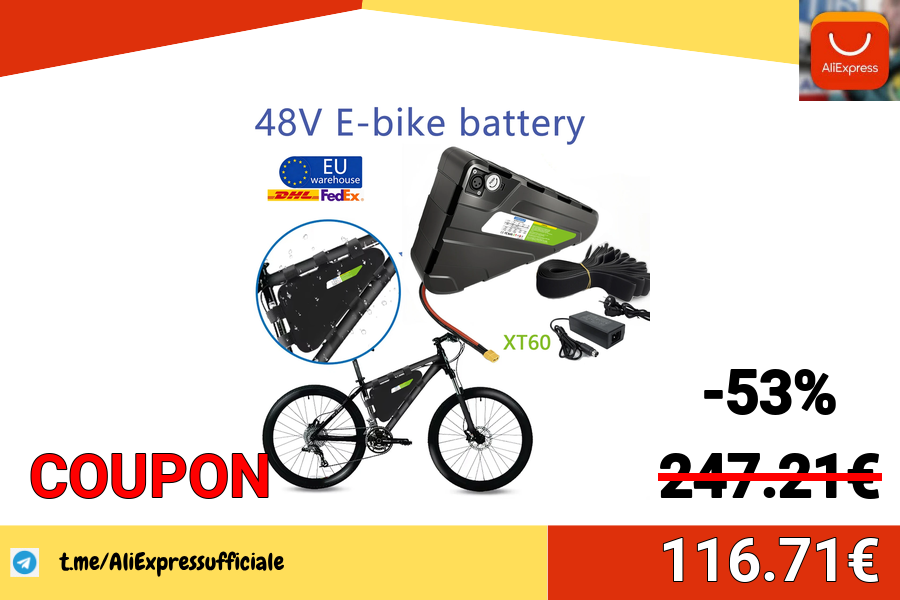 AliExpress
48V E-bike battery
EU
warehouse
DHL FedEx
XT60
-53%
COUPON
247.21€
t.me/AliExpressufficiale
116.71€